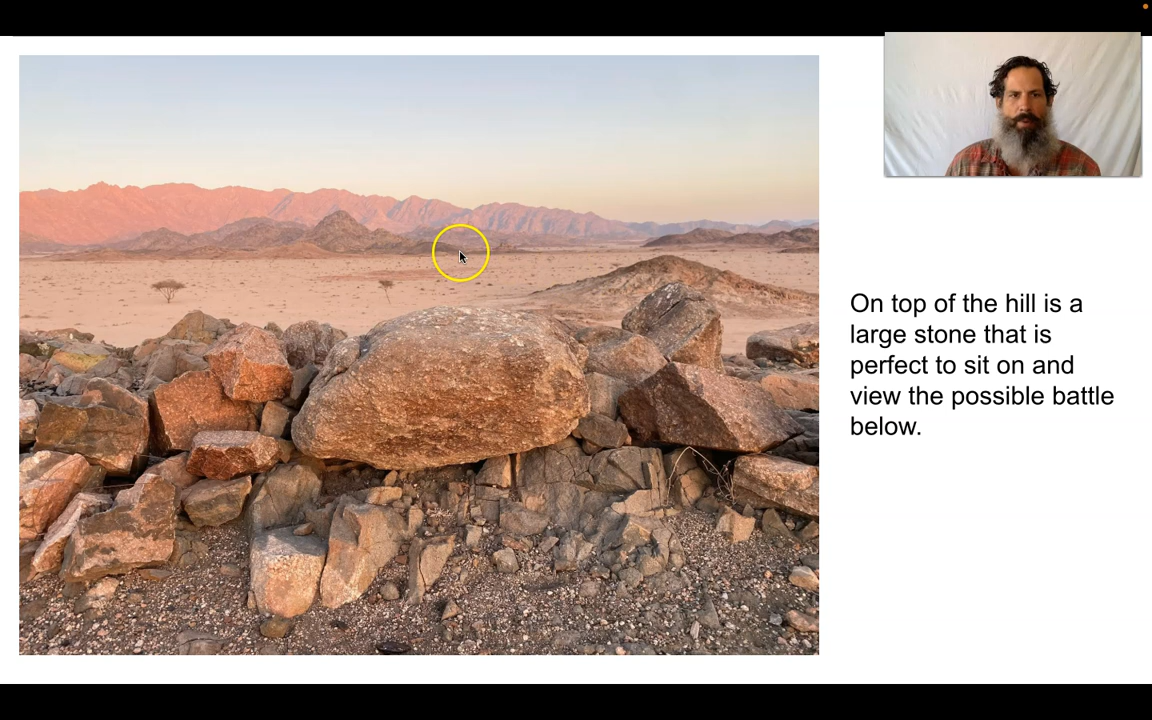 On top of the hill is a
large stone that is
perfect to sit on and
view the possible battle
below.